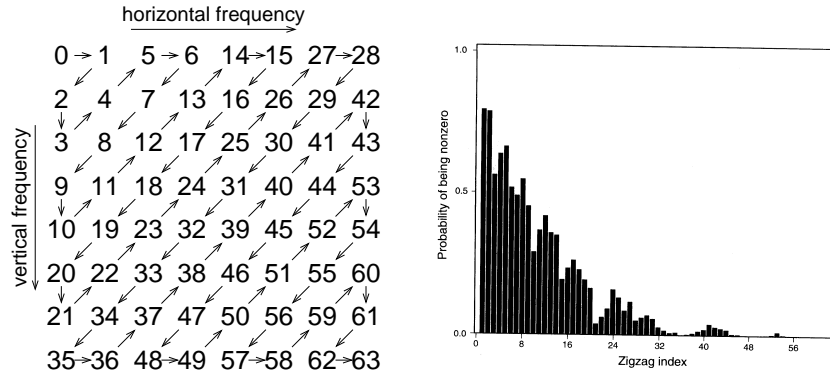 horizontal frequency
0 1 5 6 14 15 27 28
2 4 7 13 16 26 29 42
3 8 12 17 25 30 41 43
9 11 18 24 31 40 44 53
10 19 23 32 39 45 52 54
20 22 33 38 46 51 55 60
21 34 37 47 50 56 59 61
35 36 48 49 57 58 62 63
vertical frequency
1.0
0.5
0.0
Probability of being nonzero
0 8 16 24 32 40 48 56
Zigzag index